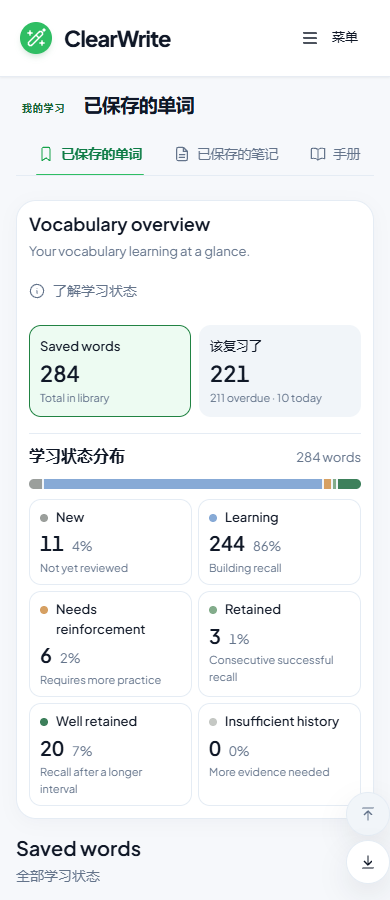 ClearWrite
菜单
我的学习 已保存的单词
已保存的单词 已保存的笔记 手册
Vocabulary overview
Your vocabulary learning at a glance.
了解学习状态
Saved words
284
Total in library
该复习了
221
211 overdue · 10 today
学习状态分布
284 words
New
11 4%
Not yet reviewed
Learning
244 86%
Building recall
Needs
reinforcement
6 2%
Requires more practice
Retained
3 1%
Consecutive successful
recall
Well retained
20 7%
Recall after a longer
interval
Insufficient history
0 0%
More evidence needed
Saved words
全部学习状态